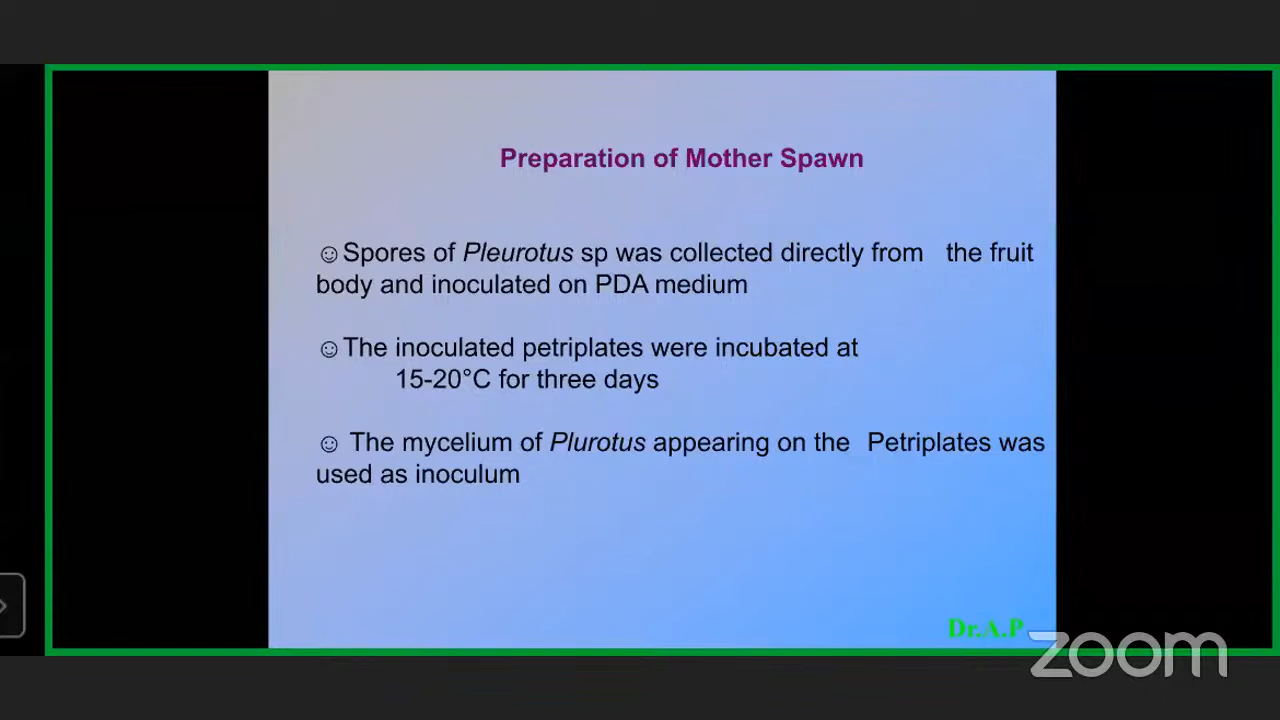 Preparation of Mother Spawn
☺Spores of Pleurotus sp was collected directly from the fruit
body and inoculated on PDA medium
☺The inoculated petriplates were incubated at
15-20°C for three days
☺ The mycelium of Plurotus appearing on the Petriplates was
used as inoculum
Dr.A.P
zoom